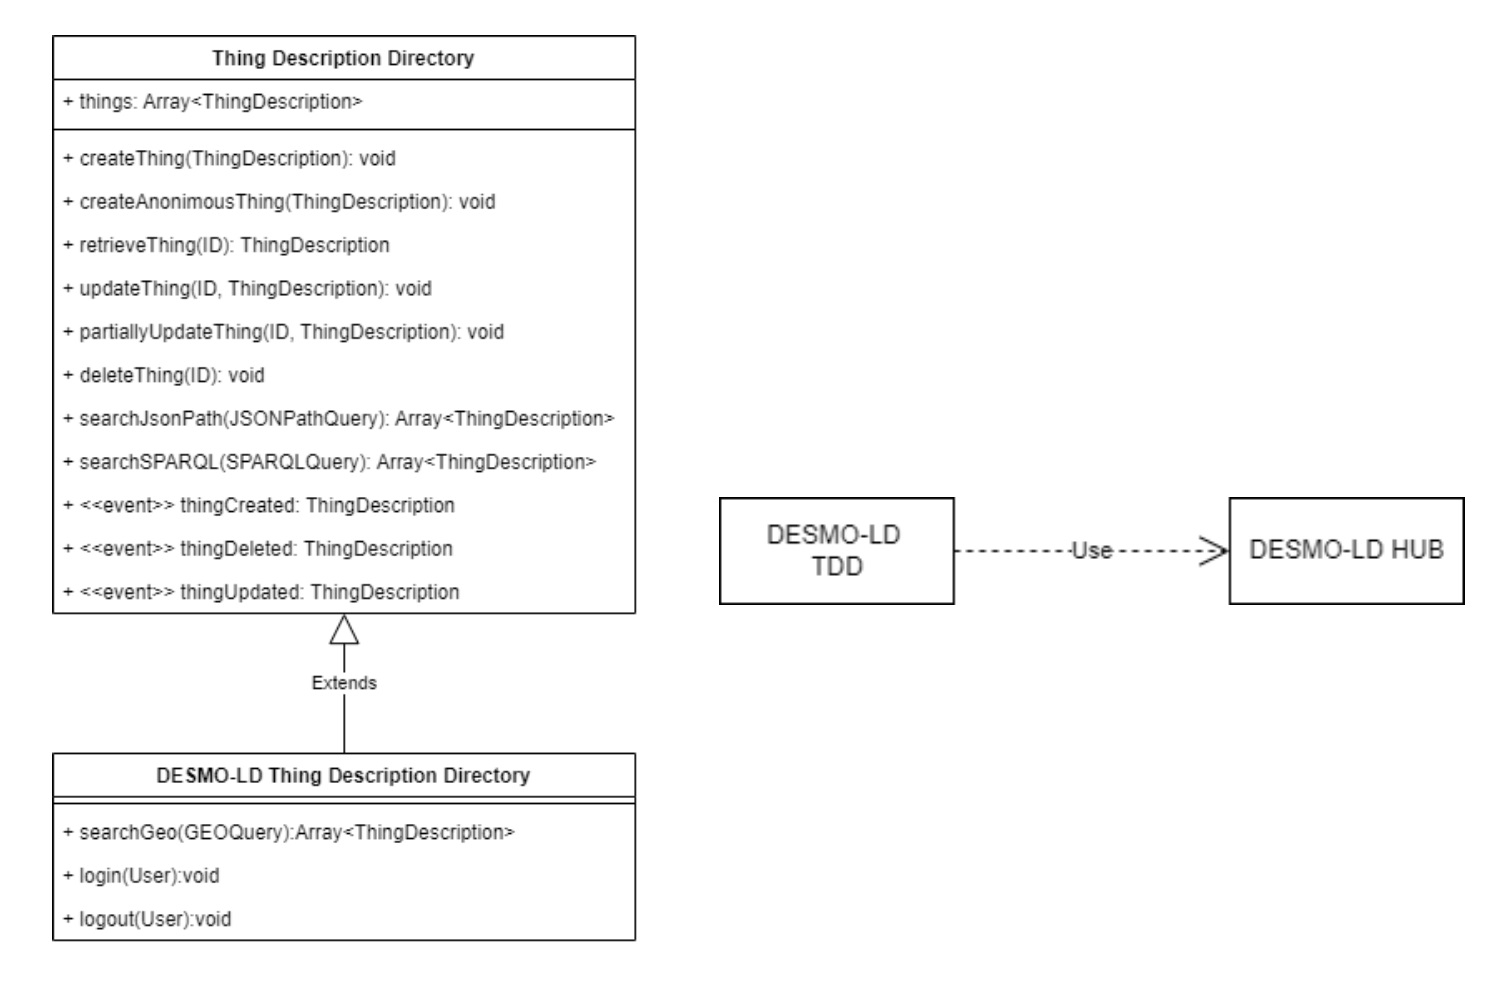 Thing Description Directory
+ things: Array<ThingDescription>
+ createThing(ThingDescription): void
+ createAnonimousThing(ThingDescription): void
+ retrieveThing(ID): ThingDescription
+ updateThing(ID, ThingDescription): void
+ partiallyUpdateThing(ID, ThingDescription): void
+ deleteThing(ID): void
+ searchJsonPath(JSONPathQuery): Array<ThingDescription>
+ searchSPARQL(SPARQLQuery): Array<ThingDescription>
+ <<event>> thingCreated: ThingDescription
+ <<event>> thingDeleted: ThingDescription
+ <<event>> thingUpdated: ThingDescription
Extends
DESMO-LD Thing Description Directory
+ searchGeo(GEOQuery):Array<ThingDescription>
+ login(User):void
+ logout(User):void
DESMO-LD
TDD
Use
DESMO-LD HUB